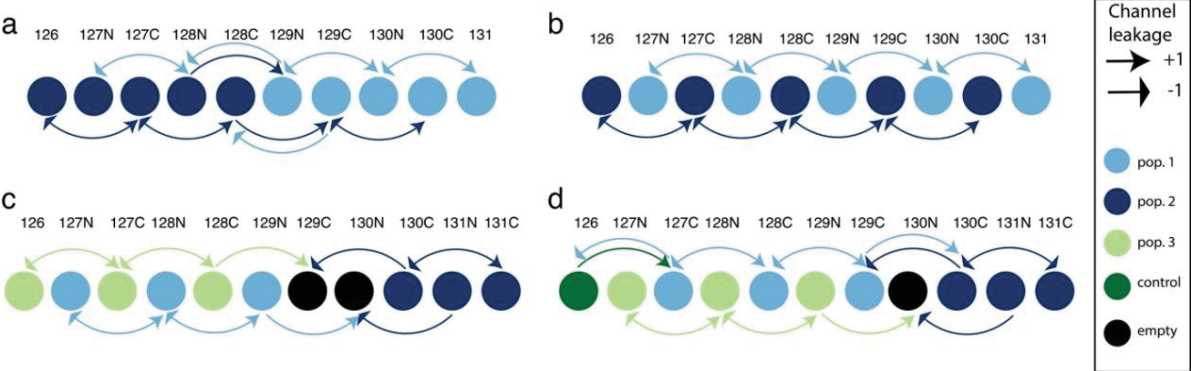 a
126 127N 127C 128N 128C 129N 129C 130N 130C 131
b
126 127N 127C 128N 128C 129N 129C 130N 130C 131
c
126 127N 127C 128N 128C 129N 129C 130N 130C 131N 131C
d
126 127N 127C 128N 128C 129N 129C 130N 130C 131N 131C
Channel
leakage
+1
-1
pop. 1
pop. 2
pop. 3
control
empty